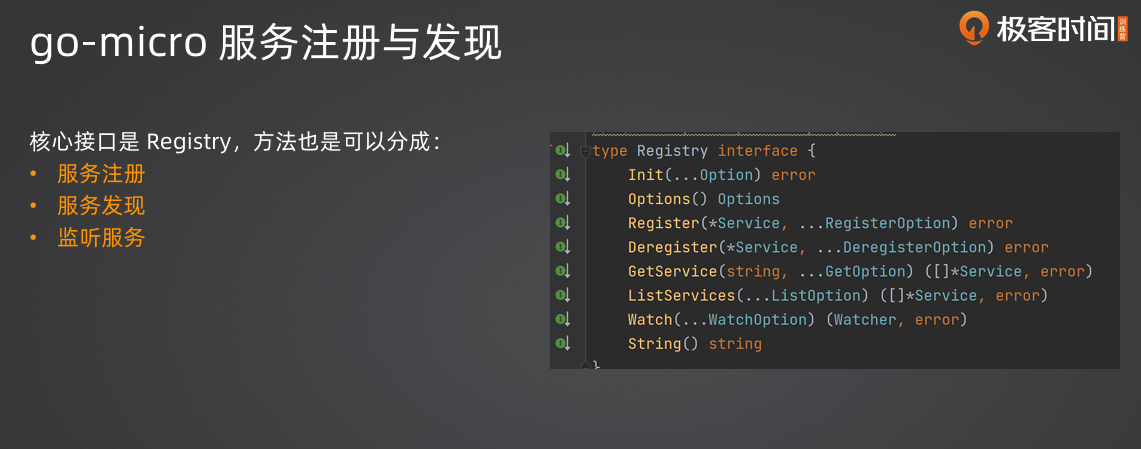 go-micro 服务注册与发现
极客时间
训练营
核心接口是 Registry，方法也是可以分成：
• 服务注册
• 服务发现
• 监听服务
type Registry interface {
Init(...Option) error
Options() Options
Register(*Service, ...RegisterOption) error
Deregister(*Service, ...DeregisterOption) error
GetService(string, ...GetOption) ([]*Service, error)
ListServices(...ListOption) ([]*Service, error)
Watch(...WatchOption) (Watcher, error)
String() string
}